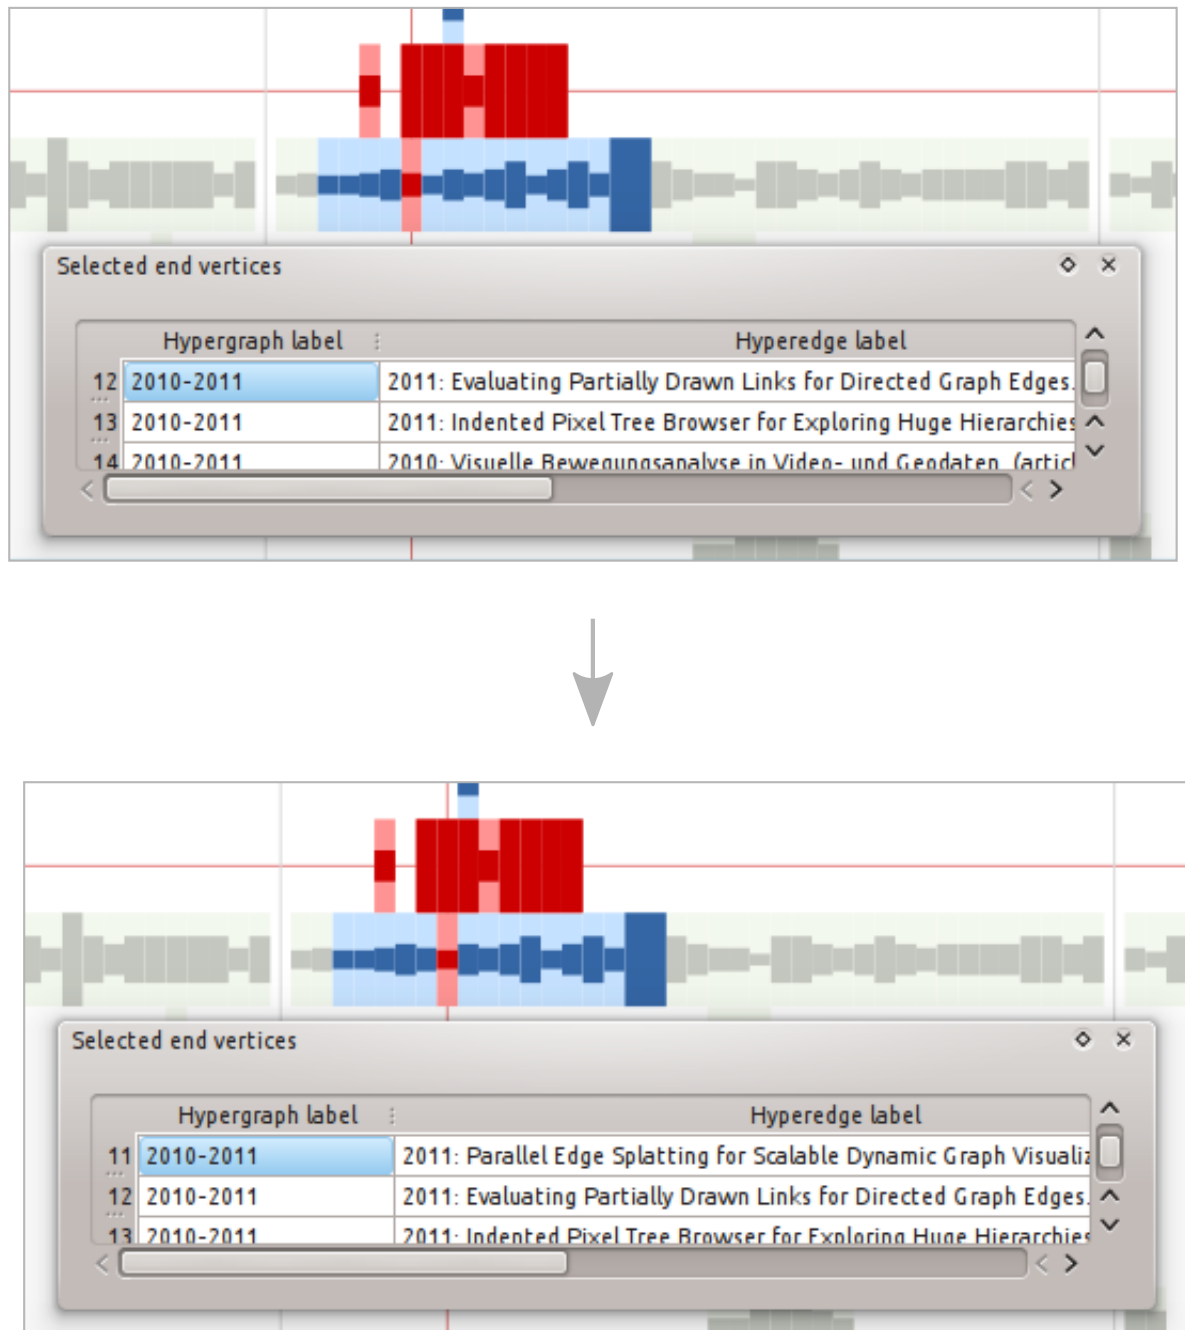 Selected end vertices
Hypergraph label Hyperedge label
12 2010-2011 2011: Evaluating Partially Drawn Links for Directed Graph Edges.
13 2010-2011 2011: Indented Pixel Tree Browser for Exploring Huge Hierarchies
14 2010-2011 2010: Visuelle Bewegungsanalyse in Video- und Geodaten. (articl
Selected end vertices
Hypergraph label Hyperedge label
11 2010-2011 2011: Parallel Edge Splatting for Scalable Dynamic Graph Visualiz
12 2010-2011 2011: Evaluating Partially Drawn Links for Directed Graph Edges.
13 2010-2011 2011: Indented Pixel Tree Browser for Exploring Huge Hierarchies